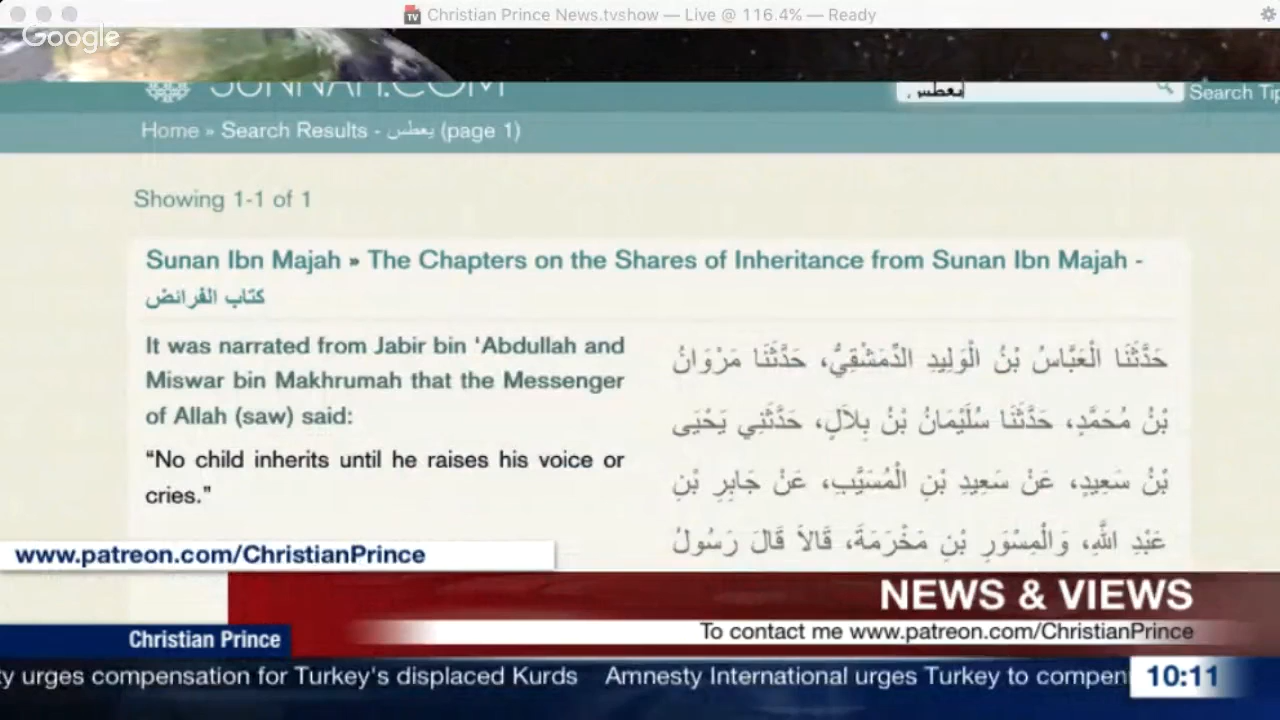 Christian Prince News.tvshow — Live @ 116.4% — Ready
Google
SUNNAH.COM
يعطس
Search Tip
Home » Search Results - يعطس (page 1)
Showing 1-1 of 1
Sunan Ibn Majah » The Chapters on the Shares of Inheritance from Sunan Ibn Majah -
كتاب الفرائض
It was narrated from Jabir bin 'Abdullah and
Miswar bin Makhrumah that the Messenger
of Allah (saw) said:
“No child inherits until he raises his voice or
cries.”
حَدَّثَنَا الْعَبَّاسُ بْنُ الْوَلِيدِ الدِّمَشْقِيُّ، حَدَّثَنَا مَرْوَانُ
بْنُ مُحَمَّدٍ، حَدَّثَنَا سُلَيْمَانُ بْنُ بِلاَلٍ، حَدَّثَنِي يَحْيَى
بْنُ سَعِيدٍ، عَنْ سَعِيدِ بْنِ الْمُسَيَّبِ، عَنْ جَابِرِ بْنِ
عَبْدِ اللَّهِ، وَالْمِسْوَرِ بْنِ مَخْرَمَةَ، قَالاَ قَالَ رَسُولُ
www.patreon.com/ChristianPrince
NEWS & VIEWS
To contact me www.patreon.com/ChristianPrince
Christian Prince
ty urges compensation for Turkey's displaced Kurds Amnesty International urges Turkey to compen
10:11